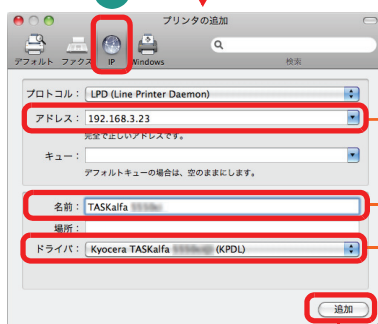 プリンタの追加
デフォルト ファクス IP Windows 検索
プロトコル： LPD (Line Printer Daemon)
アドレス： 192.168.3.23
完全で正しいアドレスです。
キュー：
デフォルトキューの場合は、空のままにします。
名前： TASKalfa
場所：
ドライバ： Kyocera TASKalfa (KPDL)
追加